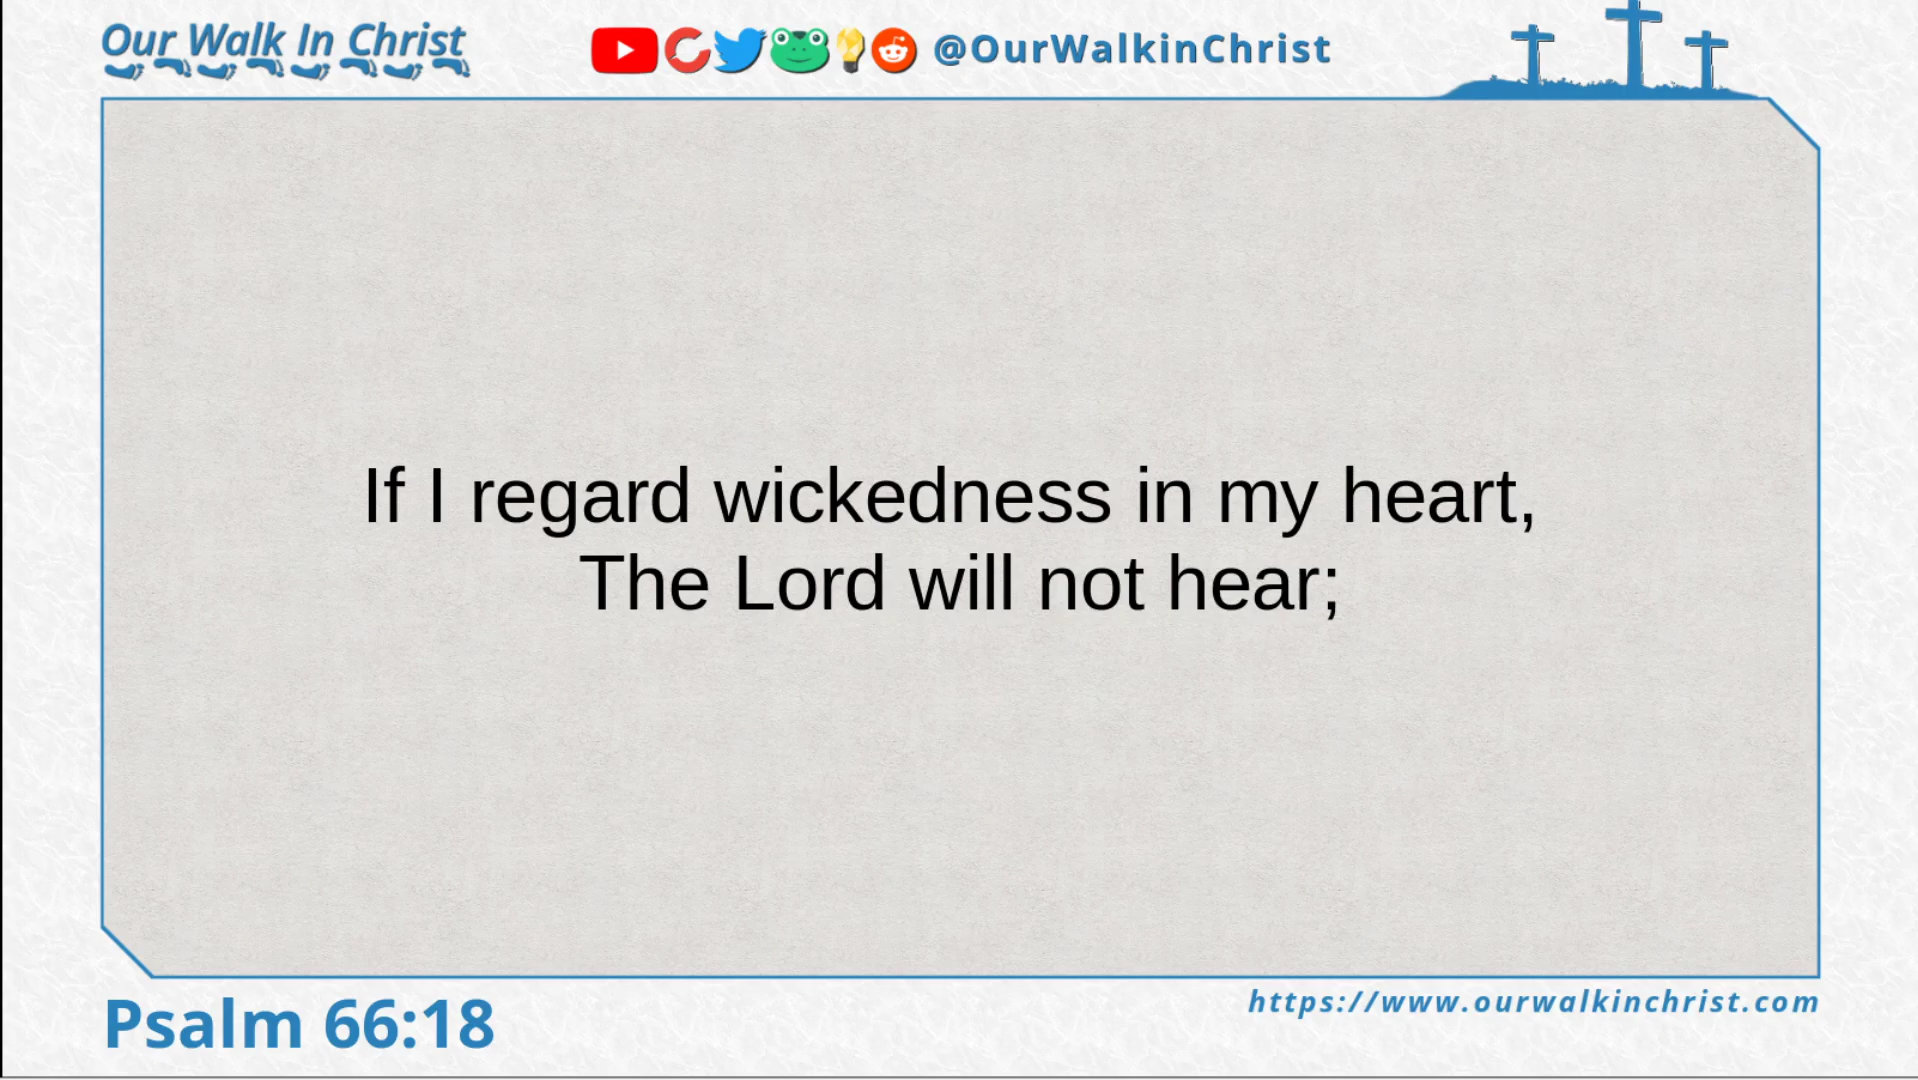 Our Walk In Christ
@OurWalkinChrist
If I regard wickedness in my heart,
The Lord will not hear;
Psalm 66:18
https://www.ourwalkinchrist.com